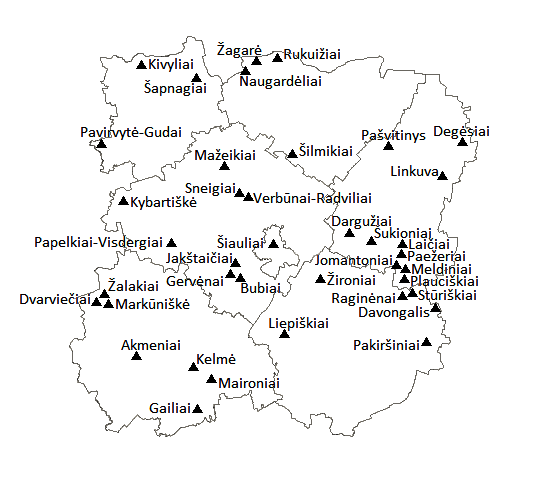 Žagarė
Rukuižiai
Kivyliai
Šapnagiai
Naugardėliai
Pavirvytė-Gudai
Degėsiai
Pašvitinys
Mažeikiai
Šilmikiai
Linkuva
Sneigiai
Verbūnai-Radviliai
Kybartiškė
Dargužiai
Sukioniai
Papelkiai-Visdergiai
Šiauliai
Laičiai
Jakštaičiai
Jomantoniai
Paežeriai
Meldiniai
Gervėnai
Bubiai
Žironiai
Plauciškiai
Žalakiai
Stūriškiai
Dvarviečiai
Markūniškė
Raginėnai
Davongalis
Liepiškiai
Akmeniai
Pakiršiniai
Kelmė
Maironiai
Gailiai